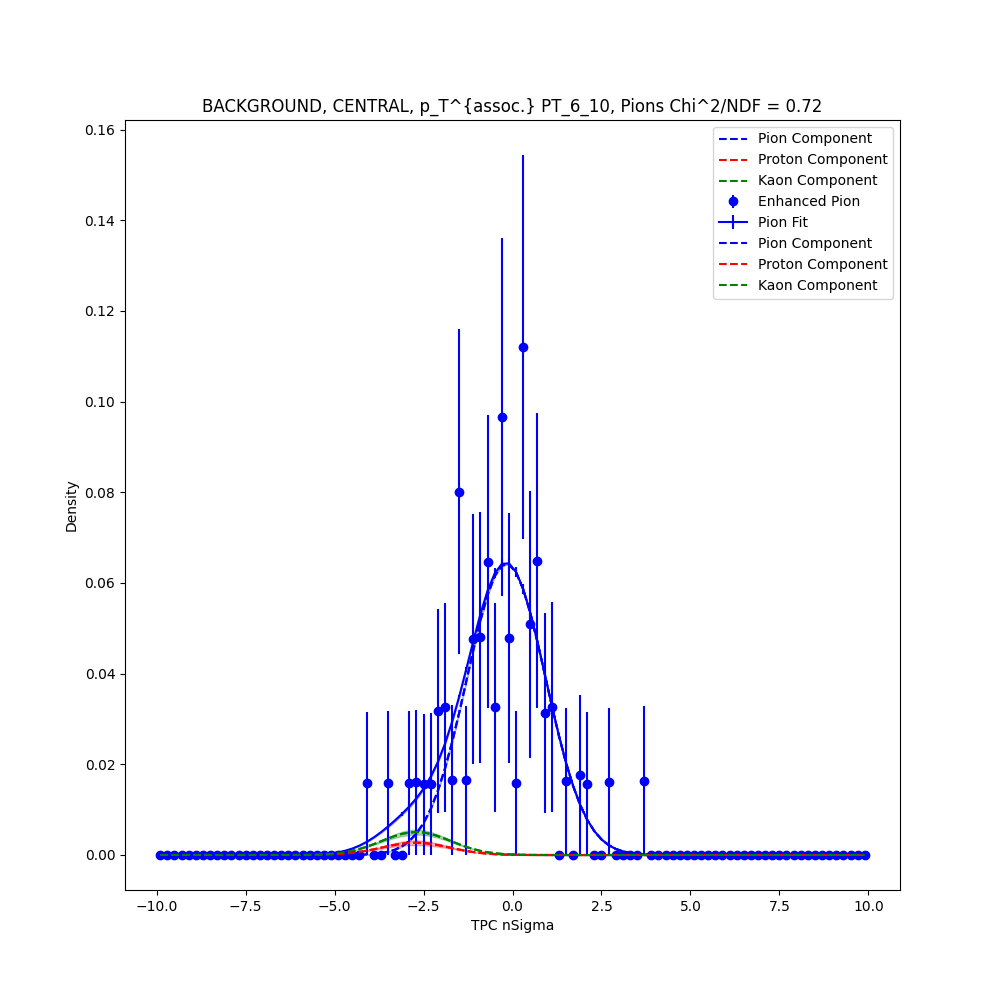 BACKGROUND, CENTRAL, p_T^{assoc.} PT_6_10, Pions Chi^2/NDF = 0.72
Pion Component
Proton Component
Kaon Component
Enhanced Pion
Pion Fit
Pion Component
Proton Component
Kaon Component
0.16
0.14
0.12
0.10
0.08
0.06
0.04
0.02
0.00
Density
−10.0 −7.5 −5.0 −2.5 0.0 2.5 5.0 7.5 10.0
TPC nSigma